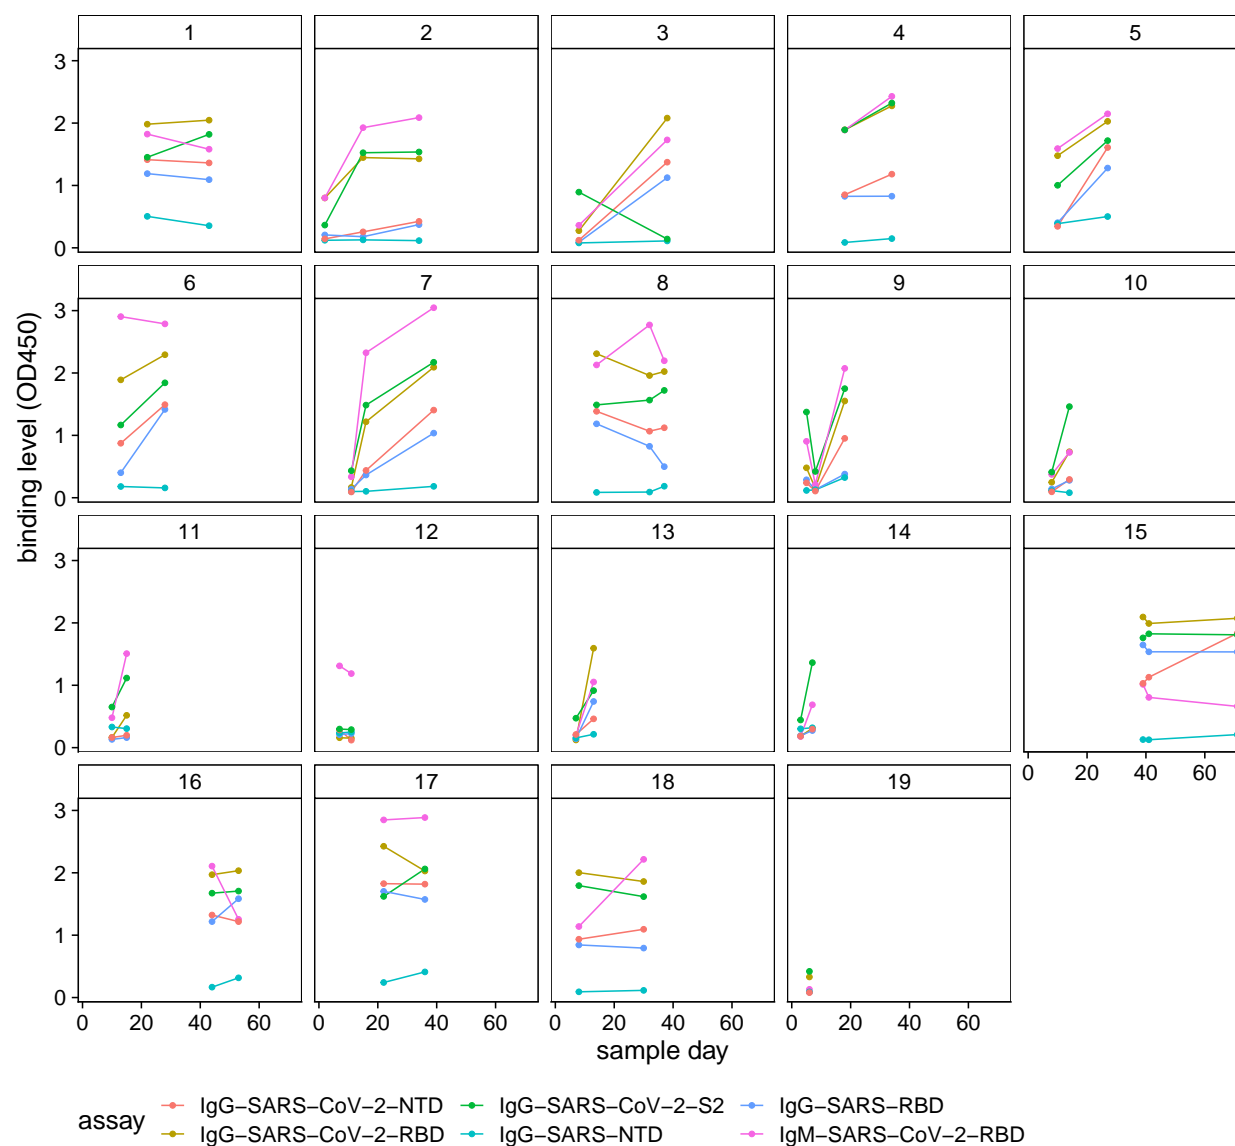 1 2 3 4 5
3
2
1
0
6 7 8 9 10
3
2
1
0
binding level (OD450)
11 12 13 14 15
3
2
1
0
0 20 40 60
16 17 18 19
3
2
1
0
0 20 40 60 0 20 40 60 0 20 40 60 0 20 40 60
sample day
assay
IgG−SARS−CoV−2−NTD IgG−SARS−CoV−2−S2 IgG−SARS−RBD
IgG−SARS−CoV−2−RBD IgG−SARS−NTD IgM−SARS−CoV−2−RBD